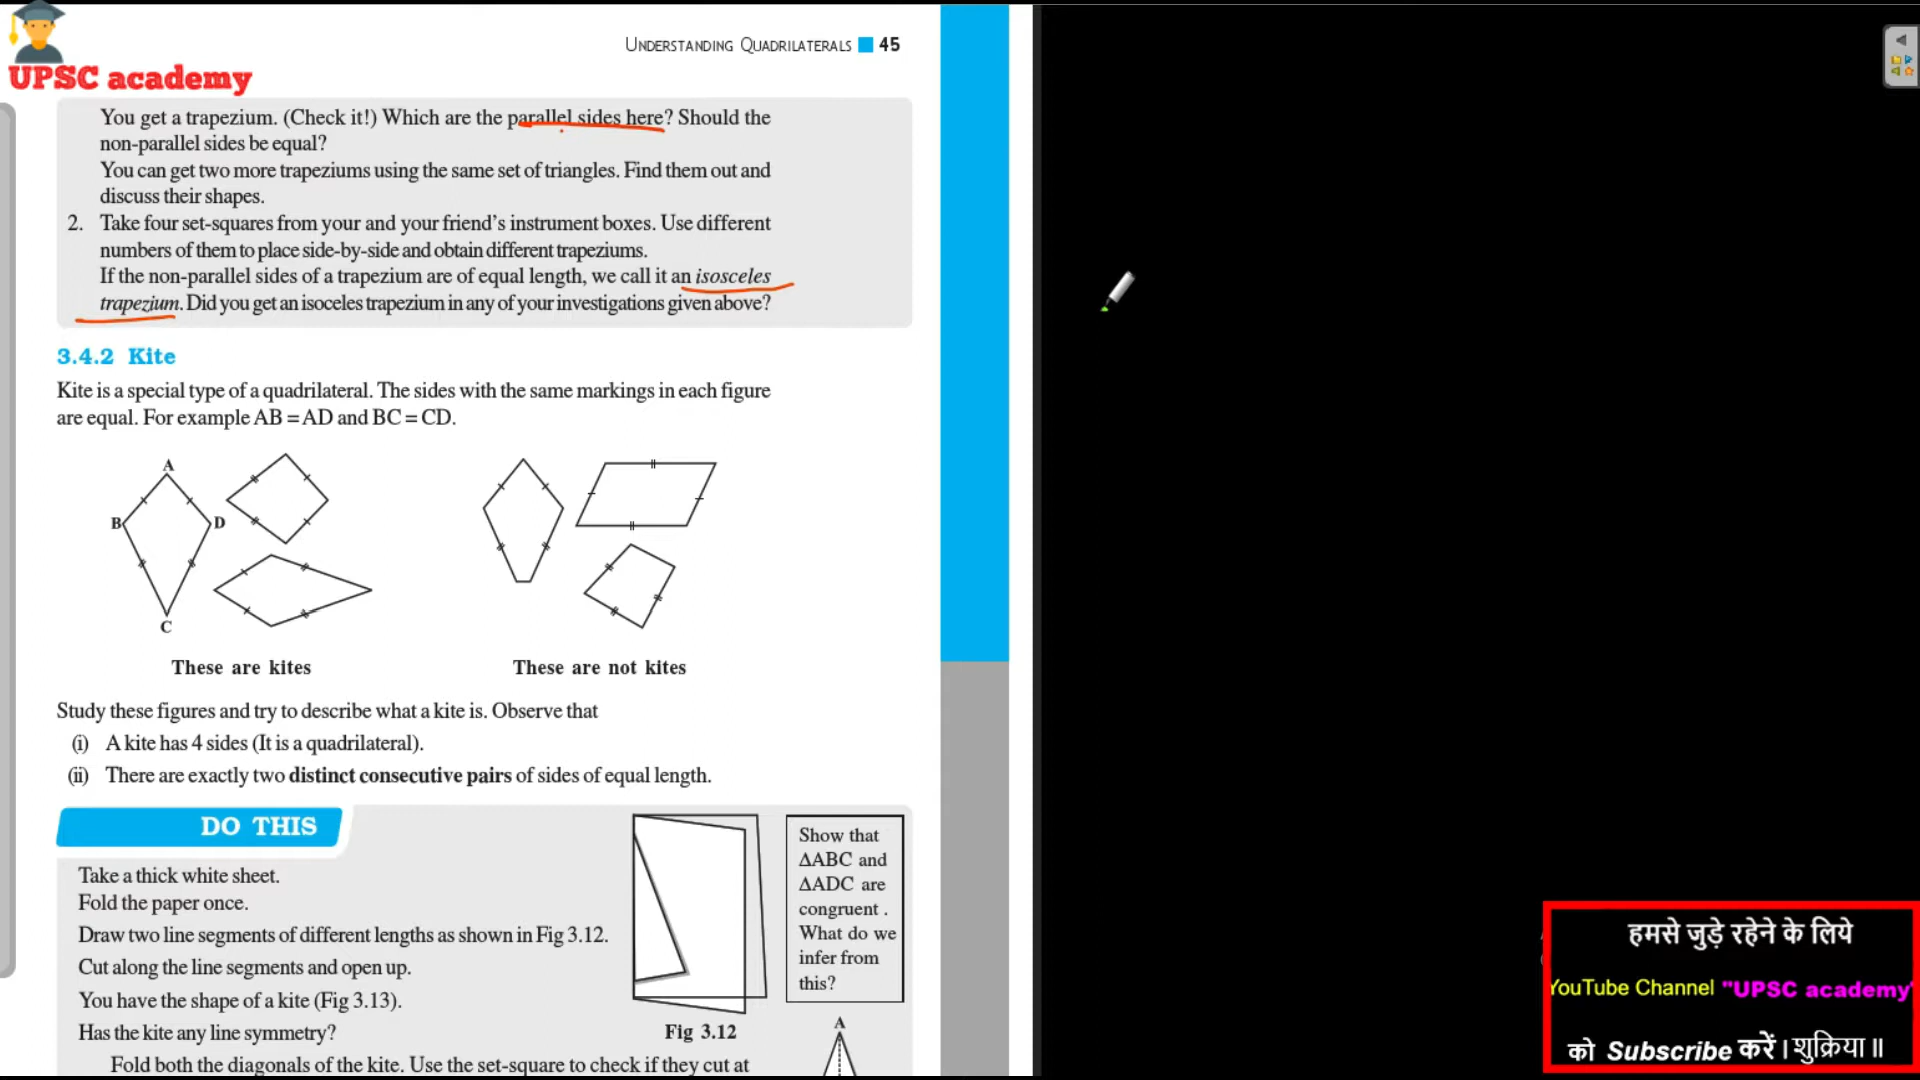 UPSC academy
UNDERSTANDING QUADRILATERALS 45
You get a trapezium. (Check it!) Which are the parallel sides here? Should the
non-parallel sides be equal?
You can get two more trapeziums using the same set of triangles. Find them out and
discuss their shapes.
2. Take four set-squares from your and your friend’s instrument boxes. Use different
numbers of them to place side-by-side and obtain different trapeziums.
If the non-parallel sides of a trapezium are of equal length, we call it an isosceles
trapezium. Did you get an isoceles trapezium in any of your investigations given above?
3.4.2 Kite
Kite is a special type of a quadrilateral. The sides with the same markings in each figure
are equal. For example AB = AD and BC = CD.
A
B
D
C
These are kites
These are not kites
Study these figures and try to describe what a kite is. Observe that
(i) A kite has 4 sides (It is a quadrilateral).
(ii) There are exactly two distinct consecutive pairs of sides of equal length.
DO THIS
Take a thick white sheet.
Fold the paper once.
Draw two line segments of different lengths as shown in Fig 3.12.
Cut along the line segments and open up.
You have the shape of a kite (Fig 3.13).
Has the kite any line symmetry?
Fold both the diagonals of the kite. Use the set-square to check if they cut at
Fig 3.12
Show that
ΔABC and
ΔADC are
congruent .
What do we
infer from
this?
A
हमसे जुड़े रहेने के लिये
YouTube Channel "UPSC academy"
को Subscribe करें । शुक्रिया ॥